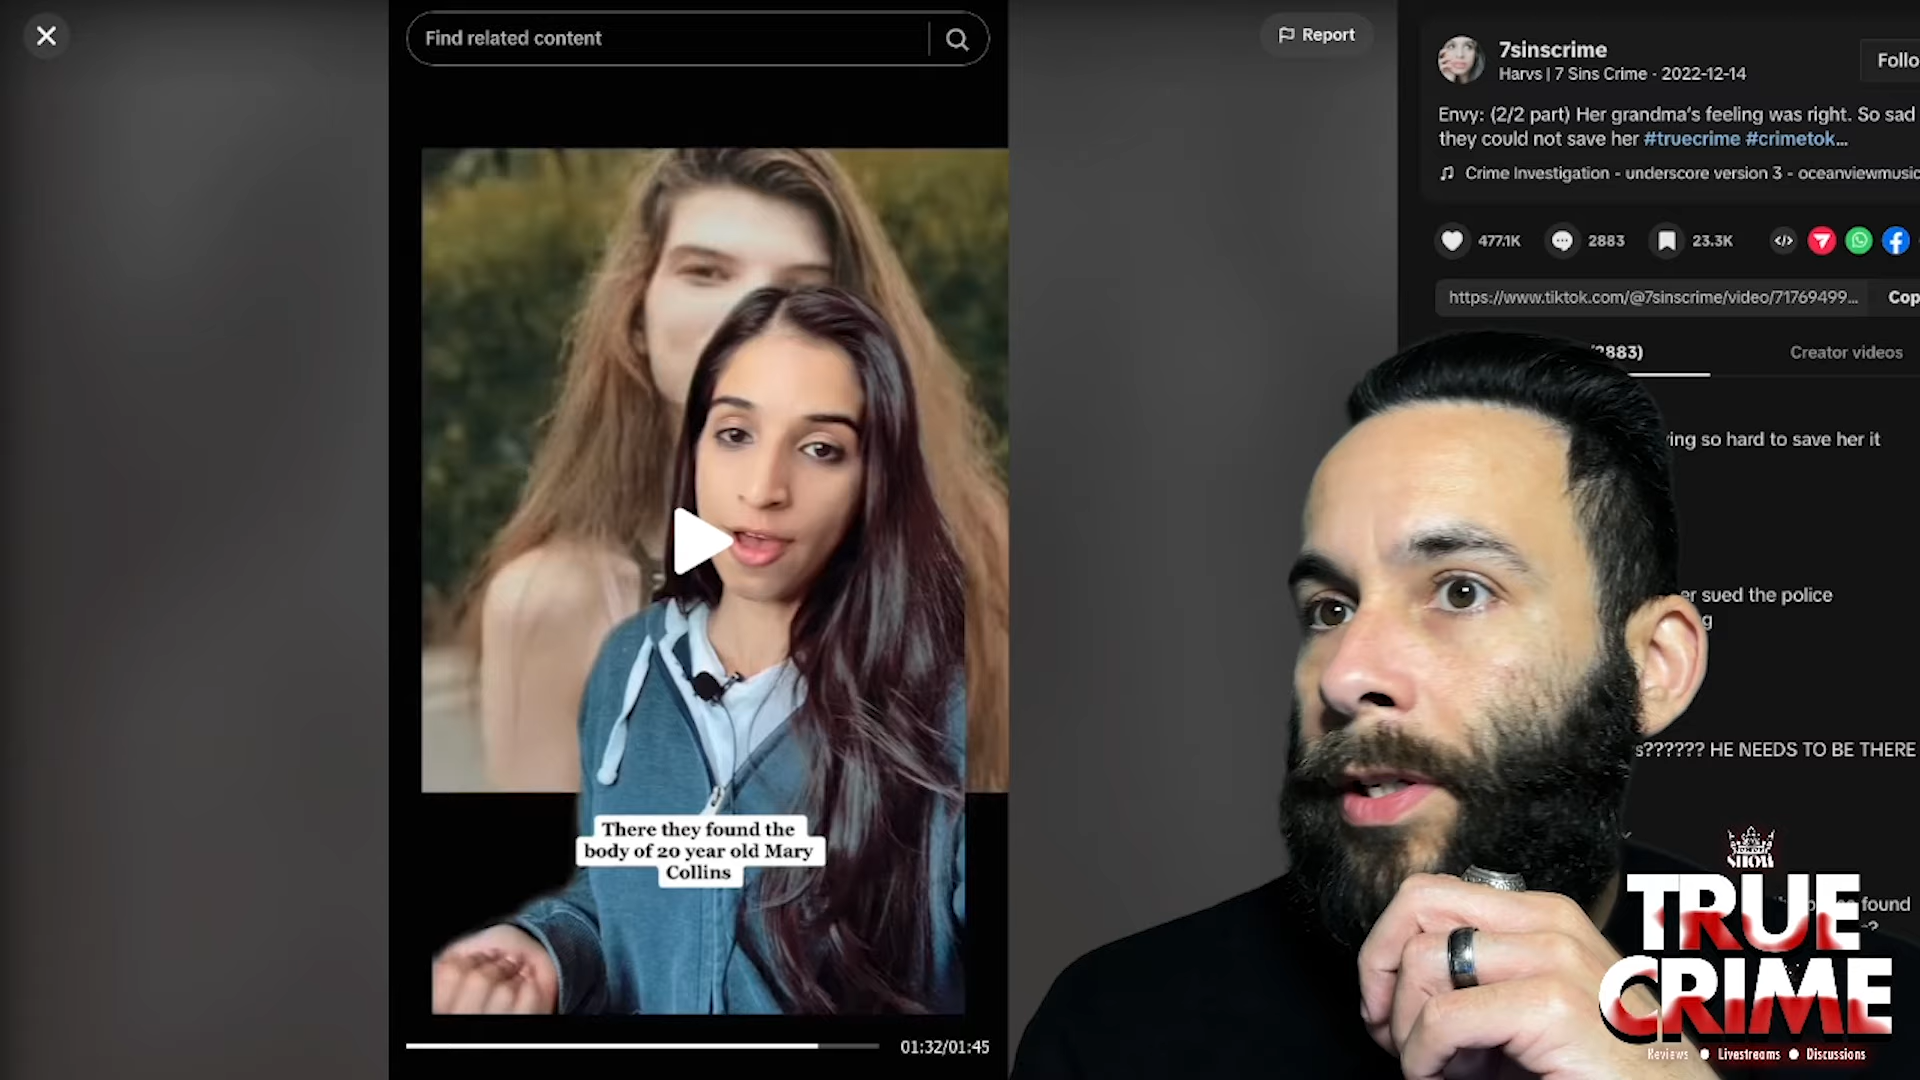 Find related content
Report
7sinscrime
Harvs | 7 Sins Crime · 2022-12-14
Follo
Envy: (2/2 part) Her grandma's feeling was right. So sad
they could not save her #truecrime #crimetok...
Crime Investigation - underscore version 3 - oceanviewmusic
477.1K
2883
23.3K
https://www.tiktok.com/@7sinscrime/video/71769499...
Cop
2883)
Creator videos
ing so hard to save her it
er sued the police
g
s?????? HE NEEDS TO BE THERE
There they found the
body of 20 year old Mary
Collins
found
01:32/01:45
SHOW
TRUE
CRIME
Reviews ● Livestreams ● Discussions